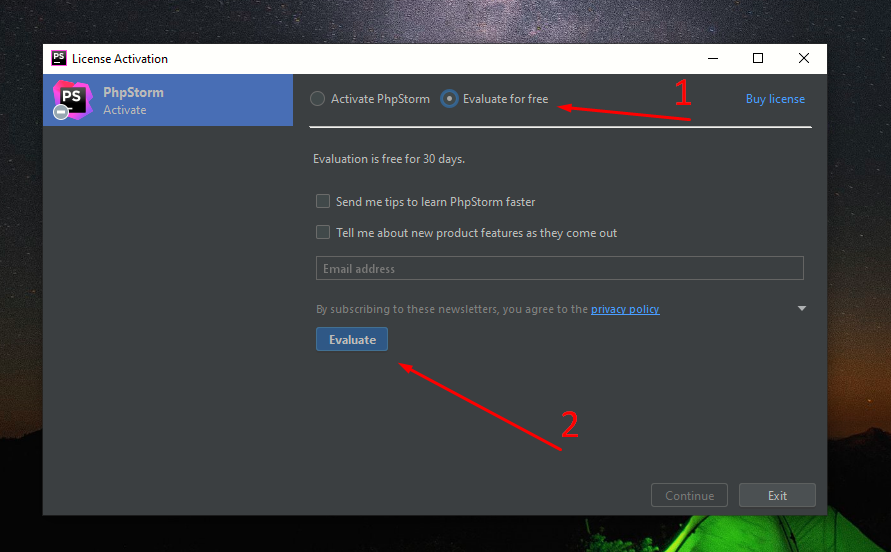 PS License Activation
PS PhpStorm
Activate
Activate PhpStorm Evaluate for free 1 Buy license
Evaluation is free for 30 days.
Send me tips to learn PhpStorm faster
Tell me about new product features as they come out
Email address
By subscribing to these newsletters, you agree to the privacy policy
Evaluate
2
Continue Exit